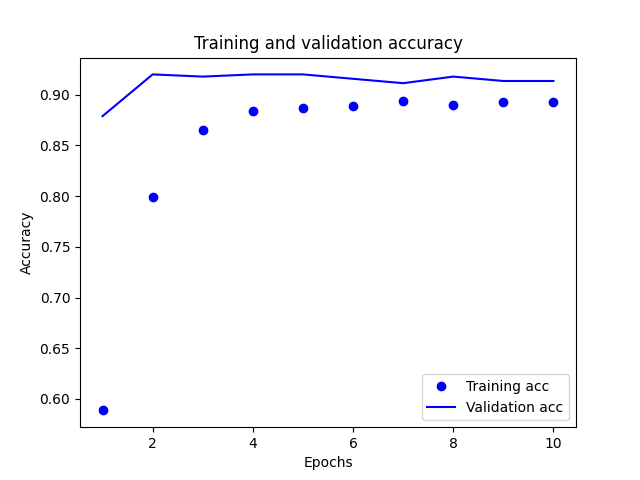 Training and validation accuracy
Accuracy
0.90
0.85
0.80
0.75
0.70
0.65
0.60
Training acc
Validation acc
2
4
6
8
10
Epochs